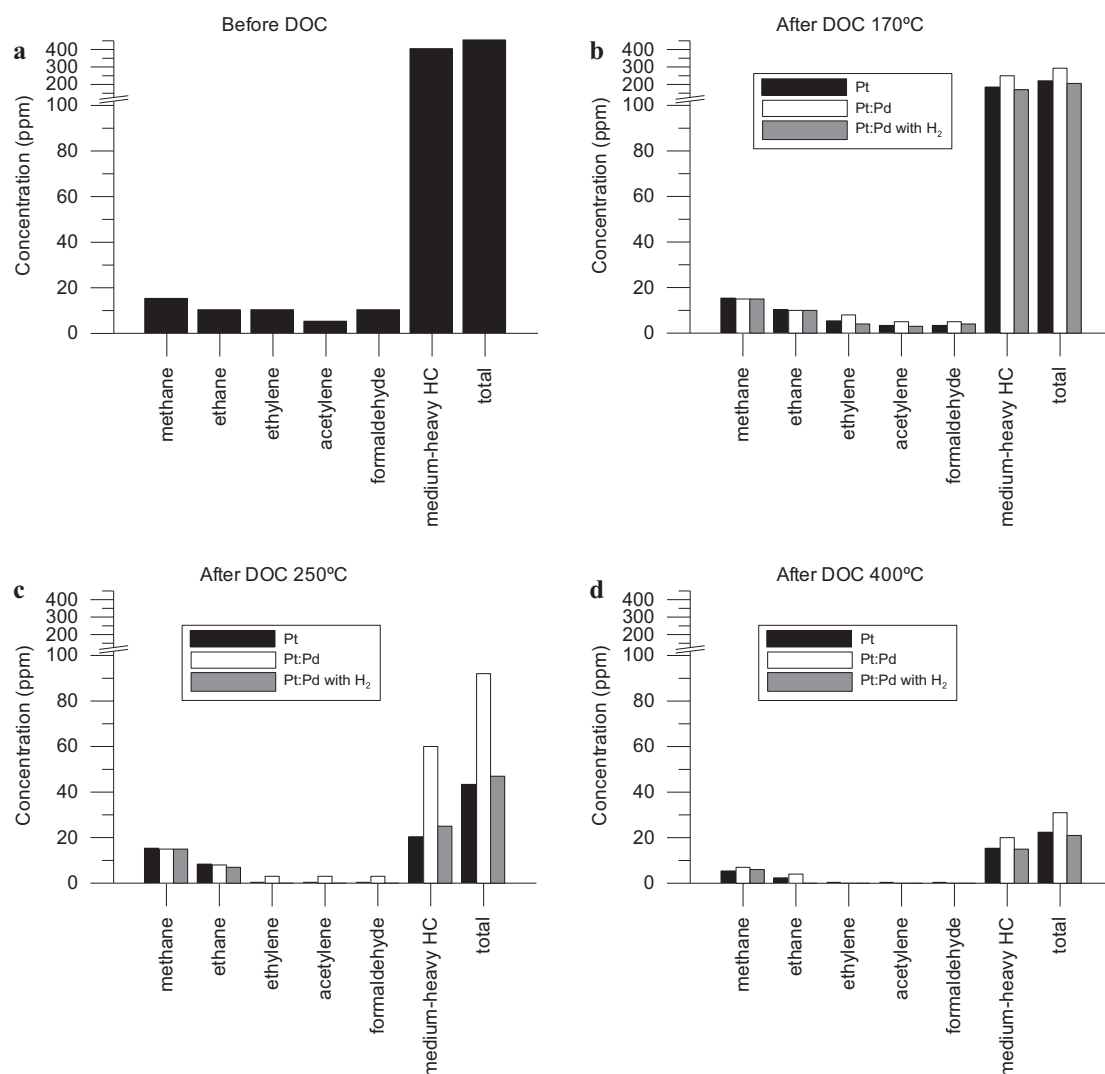 a
Before DOC
Concentration (ppm)
400
300
200
100
80
60
40
20
0
methane
ethane
ethylene
acetylene
formaldehyde
medium-heavy HC
total
b
After DOC 170ºC
Concentration (ppm)
400
300
200
100
80
60
40
20
0
Pt
Pt:Pd
Pt:Pd with H₂
methane
ethane
ethylene
acetylene
formaldehyde
medium-heavy HC
total
c
After DOC 250ºC
Concentration (ppm)
400
300
200
100
80
60
40
20
0
Pt
Pt:Pd
Pt:Pd with H₂
methane
ethane
ethylene
acetylene
formaldehyde
medium-heavy HC
total
d
After DOC 400ºC
Concentration (ppm)
400
300
200
100
80
60
40
20
0
Pt
Pt:Pd
Pt:Pd with H₂
methane
ethane
ethylene
acetylene
formaldehyde
medium-heavy HC
total